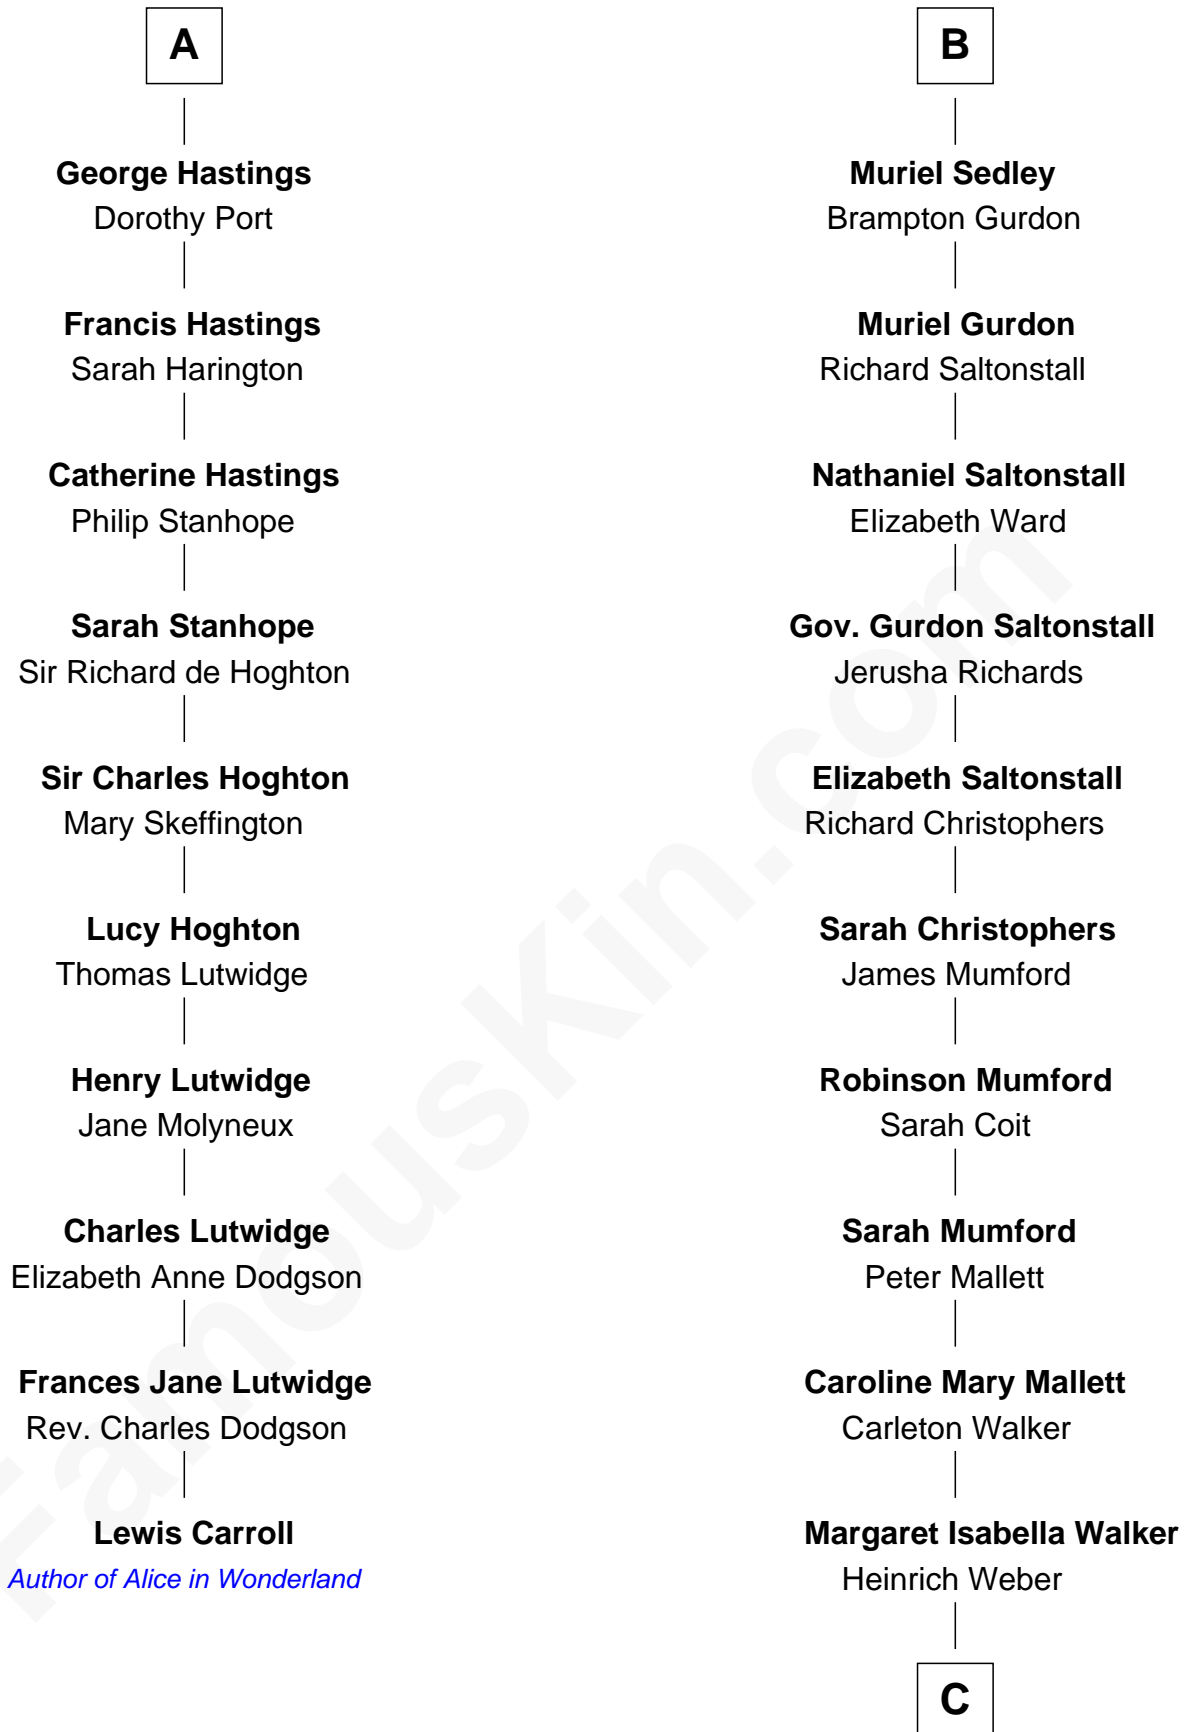 A
George Hastings
Dorothy Port
Francis Hastings
Sarah Harington
Catherine Hastings
Philip Stanhope
Sarah Stanhope
Sir Richard de Hoghton
Sir Charles Hoghton
Mary Skeffington
Lucy Hoghton
Thomas Lutwidge
Henry Lutwidge
Jane Molyneux
Charles Lutwidge
Elizabeth Anne Dodgson
Frances Jane Lutwidge
Rev. Charles Dodgson
Lewis Carroll
Author of Alice in Wonderland
B
Muriel Sedley
Brampton Gurdon
Muriel Gurdon
Richard Saltonstall
Nathaniel Saltonstall
Elizabeth Ward
Gov. Gurdon Saltonstall
Jerusha Richards
Elizabeth Saltonstall
Richard Christophers
Sarah Christophers
James Mumford
Robinson Mumford
Sarah Coit
Sarah Mumford
Peter Mallett
Caroline Mary Mallett
Carleton Walker
Margaret Isabella Walker
Heinrich Weber
C
FamousKin.com